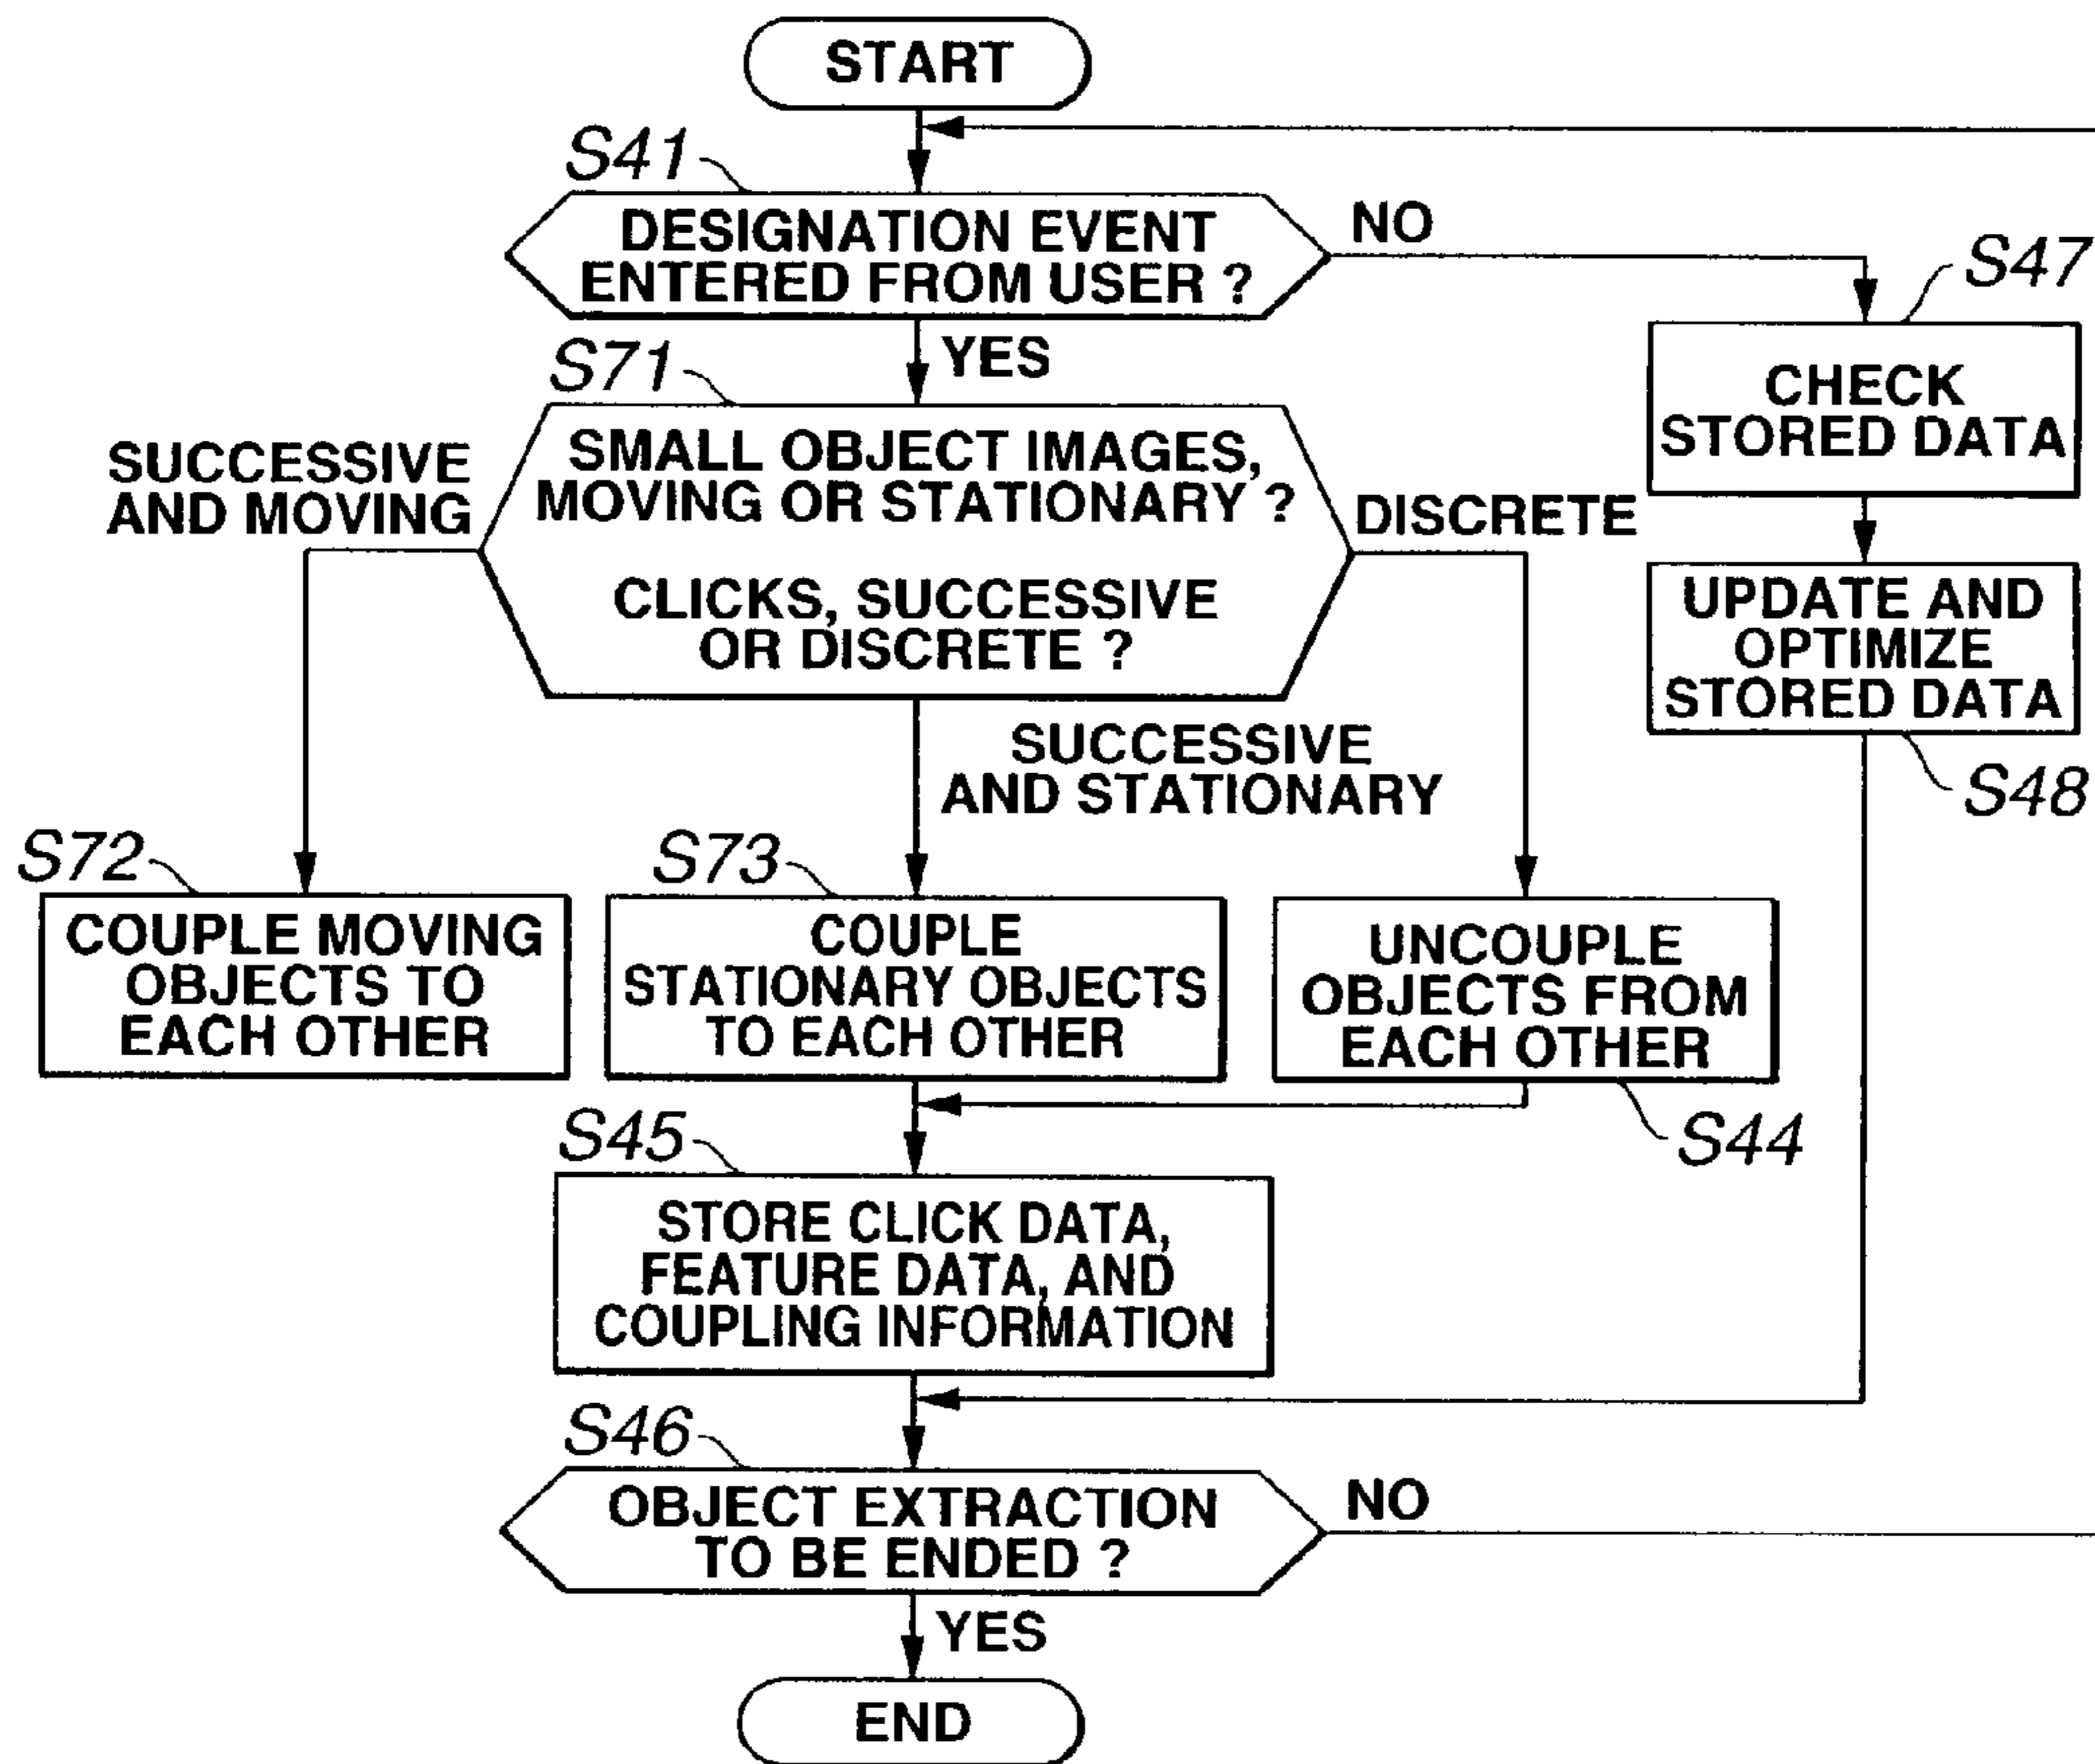 START
S41
DESIGNATION EVENT
ENTERED FROM USER ?
NO
S47
YES
CHECK
STORED DATA
S71
SMALL OBJECT IMAGES,
MOVING OR STATIONARY ?
CLICKS, SUCCESSIVE
OR DISCRETE ?
SUCCESSIVE
AND MOVING
DISCRETE
UPDATE AND
OPTIMIZE
STORED DATA
S48
SUCCESSIVE
AND STATIONARY
S72
COUPLE MOVING
OBJECTS TO
EACH OTHER
S73
COUPLE
STATIONARY OBJECTS
TO EACH OTHER
UNCOUPLE
OBJECTS FROM
EACH OTHER
S44
S45
STORE CLICK DATA,
FEATURE DATA, AND
COUPLING INFORMATION
S46
OBJECT EXTRACTION
TO BE ENDED ?
NO
YES
END